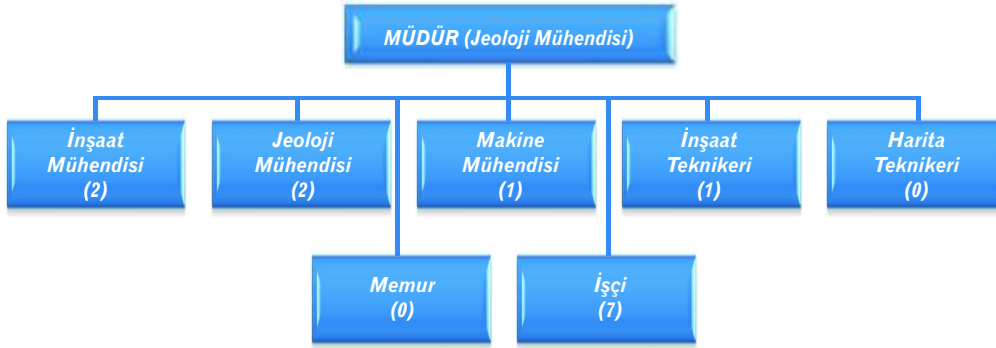 MÜDÜR (Jeoloji Mühendisi)
İnşaat
Mühendisi
(2)
Jeoloji
Mühendisi
(2)
Makine
Mühendisi
(1)
İnşaat
Teknikeri
(1)
Harita
Teknikeri
(0)
Memur
(0)
İşçi
(7)